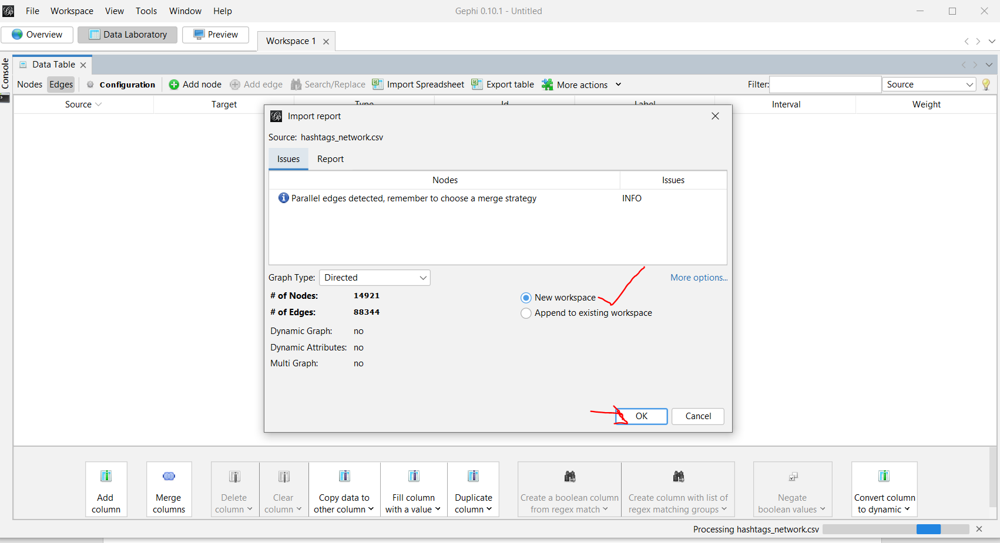 File Workspace View Tools Window Help Gephi 0.10.1 - Untitled
Overview Data Laboratory Preview Workspace 1
Console
Data Table
Nodes Edges Configuration Add node Add edge Search/Replace Import Spreadsheet Export table More actions Filter: Source
Source Target Type Id Label Interval Weight
Import report
Source: hashtags_network.csv
Issues Report
Nodes Issues
Parallel edges detected, remember to choose a merge strategy INFO
Graph Type: Directed More options...
# of Nodes: 14921 New workspace
# of Edges: 88344 Append to existing workspace
Dynamic Graph: no
Dynamic Attributes: no
Multi Graph: no
OK Cancel
Add Merge Delete Clear Copy data to Fill column Duplicate Create a boolean column Create column with list of Negate Convert column
column columns column column other column with a value column from regex match regex matching groups boolean values to dynamic
Processing hashtags_network.csv